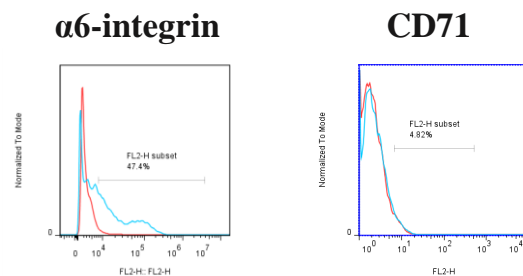 α6-integrin
CD71
Normalized To Mode
FL2-H subset
47.4%
0
0 10^4 10^5 10^6 10^7
FL2-H:: FL2-H
Normalized To Mode
FL2-H subset
4.82%
0
10^0 10^1 10^2 10^3 10^4
FL2-H